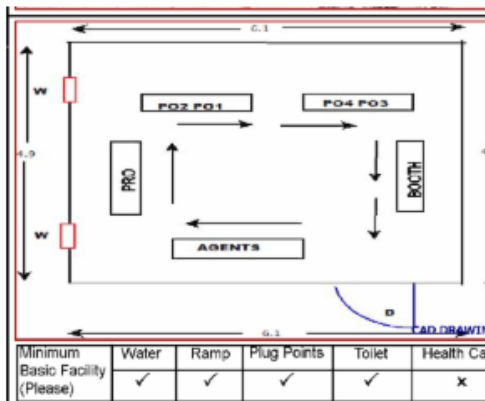 6.1
W
PO2 PO1
PO4 PO3
4.9
PRO
BOOTH
W
AGENTS
D
CAD DRAWIN
6.1
Minimum Basic Facility (Please)
Water
Ramp
Plug Points
Toilet
Health Ca
✓ ✓ ✓ ✓ x